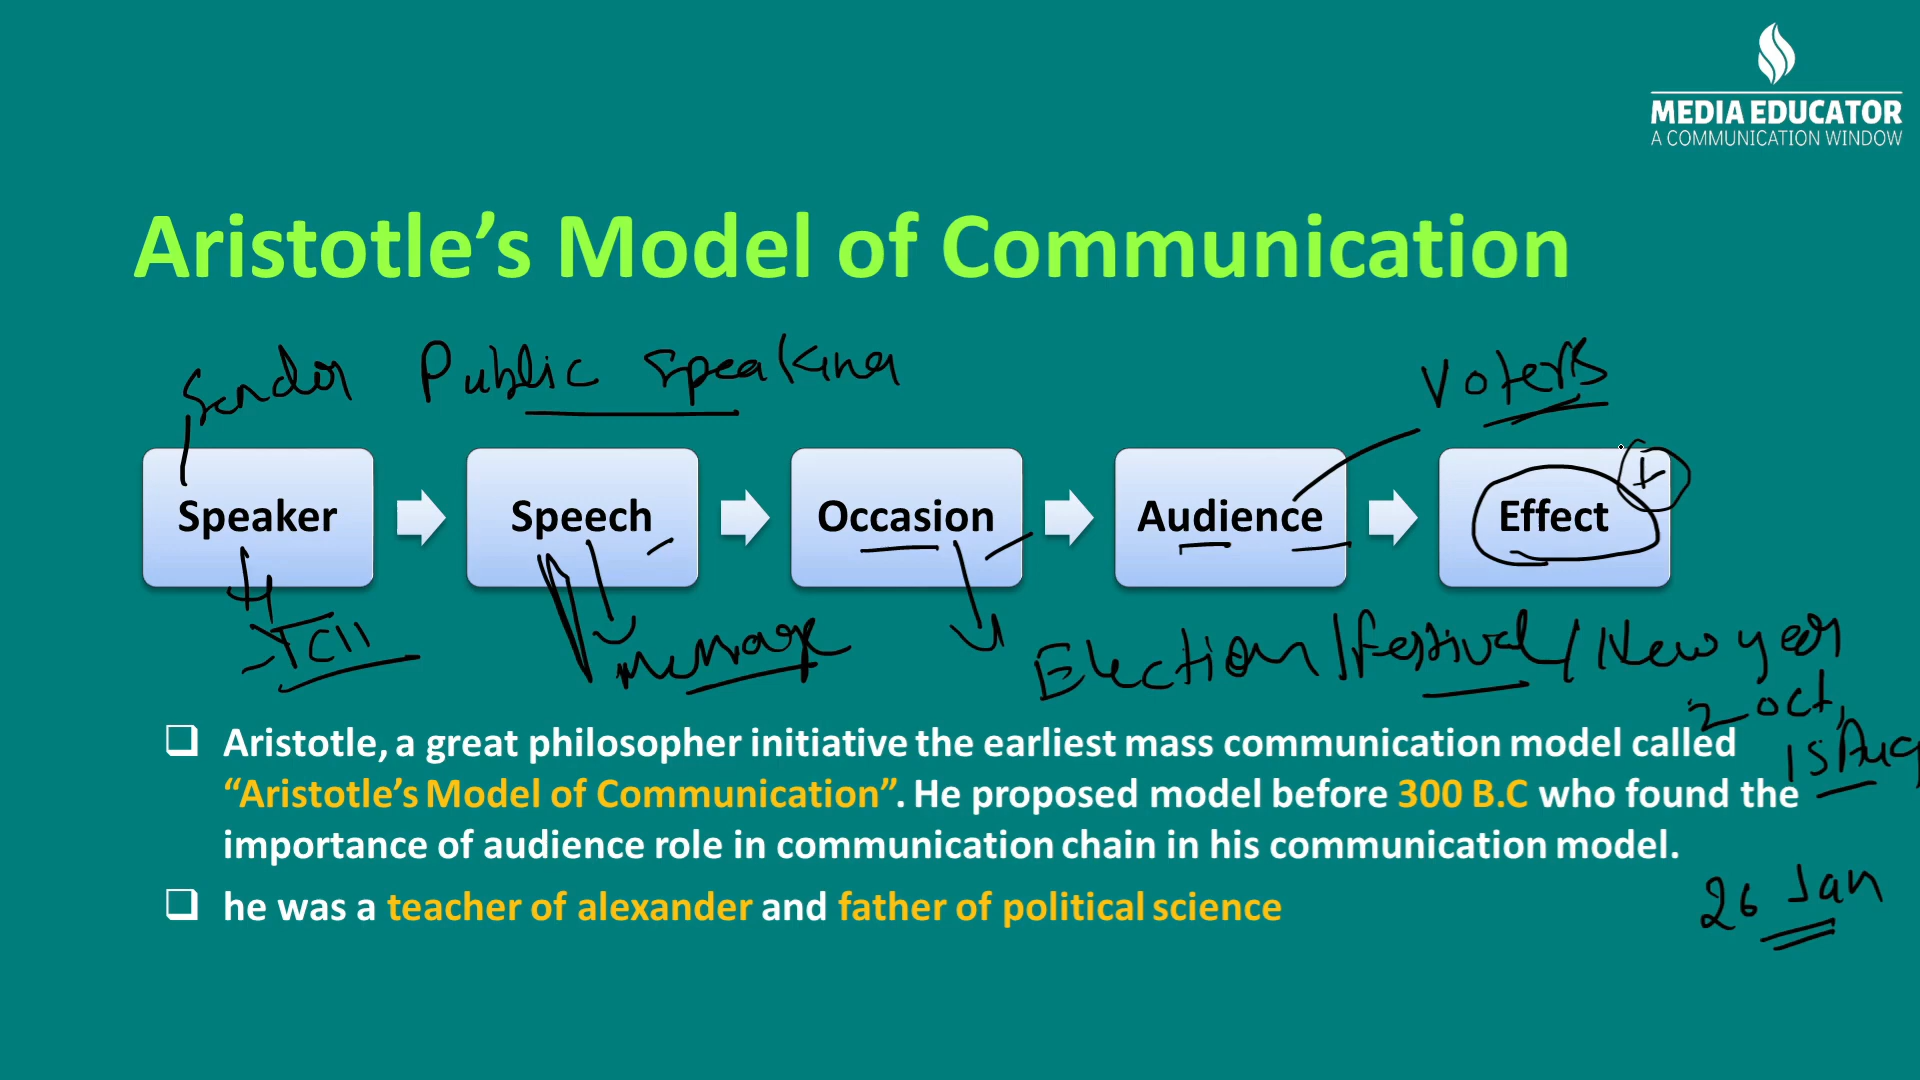 MEDIA EDUCATOR
A COMMUNICATION WINDOW
Aristotle’s Model of Communication
Sender Public Speaking
Voters
Speaker Speech Occasion Audience Effect +
message
Election / Festival / New year
2 oct,
15 Aug
Aristotle, a great philosopher initiative the earliest mass communication model called
“Aristotle’s Model of Communication”. He proposed model before 300 B.C who found the
importance of audience role in communication chain in his communication model.
26 Jan
he was a teacher of alexander and father of political science